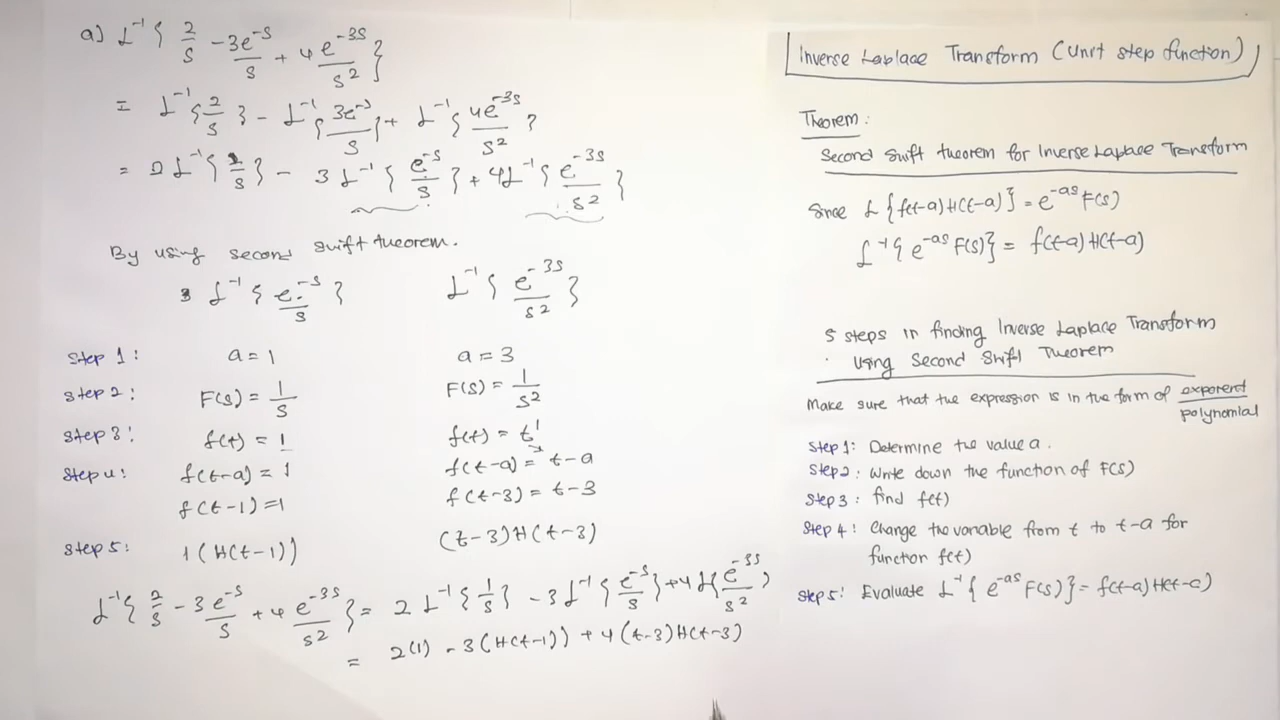 a) L⁻¹ { 2/s - 3e^-s/s + 4 e^-3s/s² }
= L⁻¹ { 2/s } - L⁻¹ { 3e^-s/s } + L⁻¹ { 4e^-3s/s² }
= 2 L⁻¹ { 1/s } - 3 L⁻¹ { e^-s/s } + 4 L⁻¹ { e^-3s/s² }
By using second swift theorem.
L⁻¹ { e^-s/s } L⁻¹ { e^-3s/s² }
Step 1: a = 1 a = 3
Step 2: F(s) = 1/s F(s) = 1/s²
Step 3: f(t) = 1 f(t) = t¹
Step 4: f(t-a) = 1 f(t-a) = t-a
f(t-1) = 1 f(t-3) = t-3
Step 5: 1(H(t-1)) (t-3)H(t-3)
L⁻¹ { 2/s - 3e^-s/s + 4 e^-3s/s² } = 2 L⁻¹ { 1/s } - 3 L⁻¹ { e^-s/s } + 4 L { e^-3s/s² }
= 2(1) - 3(H(t-1)) + 4(t-3)H(t-3)
Inverse Laplace Transform (Unit step function)
Theorem:
Second Swift theorem for Inverse Laplace Transform
Since L { f(t-a)H(t-a) } = e^-as F(s)
L⁻¹ { e^-as F(s) } = f(t-a)H(t-a)
5 steps in finding Inverse Laplace Transform
using Second Swift Theorem
Make sure that the expression is in the form of exponent/polynomial
Step 1: Determine the value a.
Step 2: Write down the function of F(s)
Step 3: find f(t)
Step 4: Change the variable from t to t-a for
function f(t)
Step 5: Evaluate L⁻¹ { e^-as F(s) } = f(t-a)H(t-a)